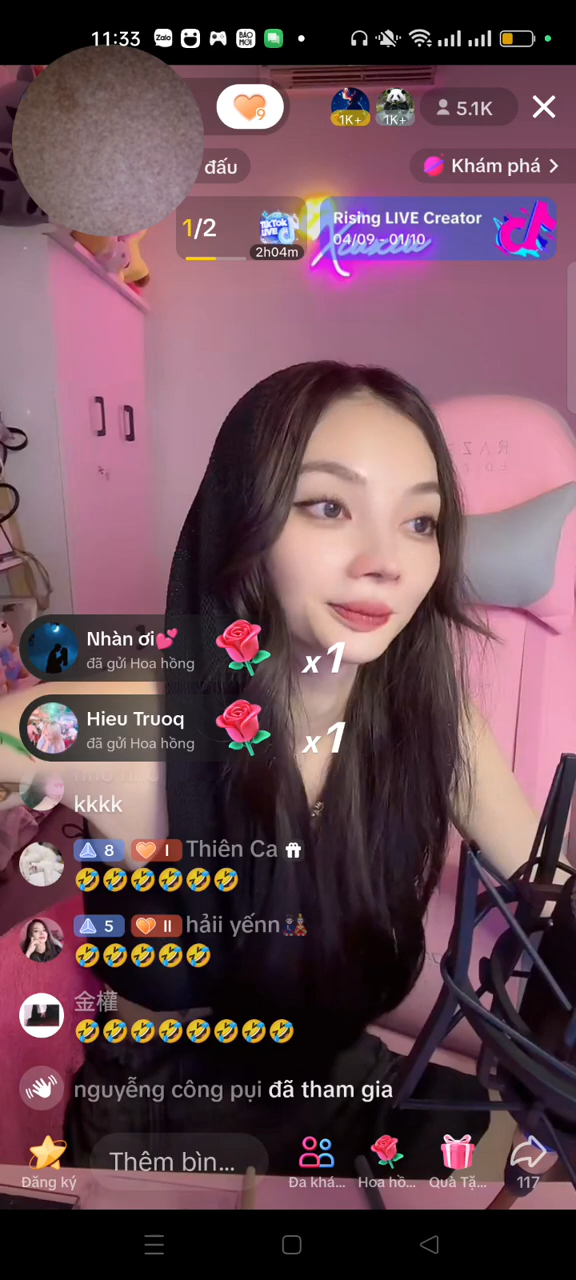 11:33
Zalo
BÁO MỚI
9
1K+
1K+
5.1K
đấu
Khám phá
1/2
TikTok LIVE
2h04m
Rising LIVE Creator
04/09 - 01/10
Nhàn ơi💕
đã gửi Hoa hồng
x1
Hieu Truoq
đã gửi Hoa hồng
x1
kkkk
8
I
Thiên Ca
🤣🤣🤣🤣🤣🤣
5
II
hảii yếnn
🤣🤣🤣🤣🤣
金權
🤣🤣🤣🤣🤣🤣🤣🤣
nguyễng công pụi đã tham gia
Đăng ký
Thêm bìn...
Đa khá...
Hoa hồ...
Quà Tặ...
117